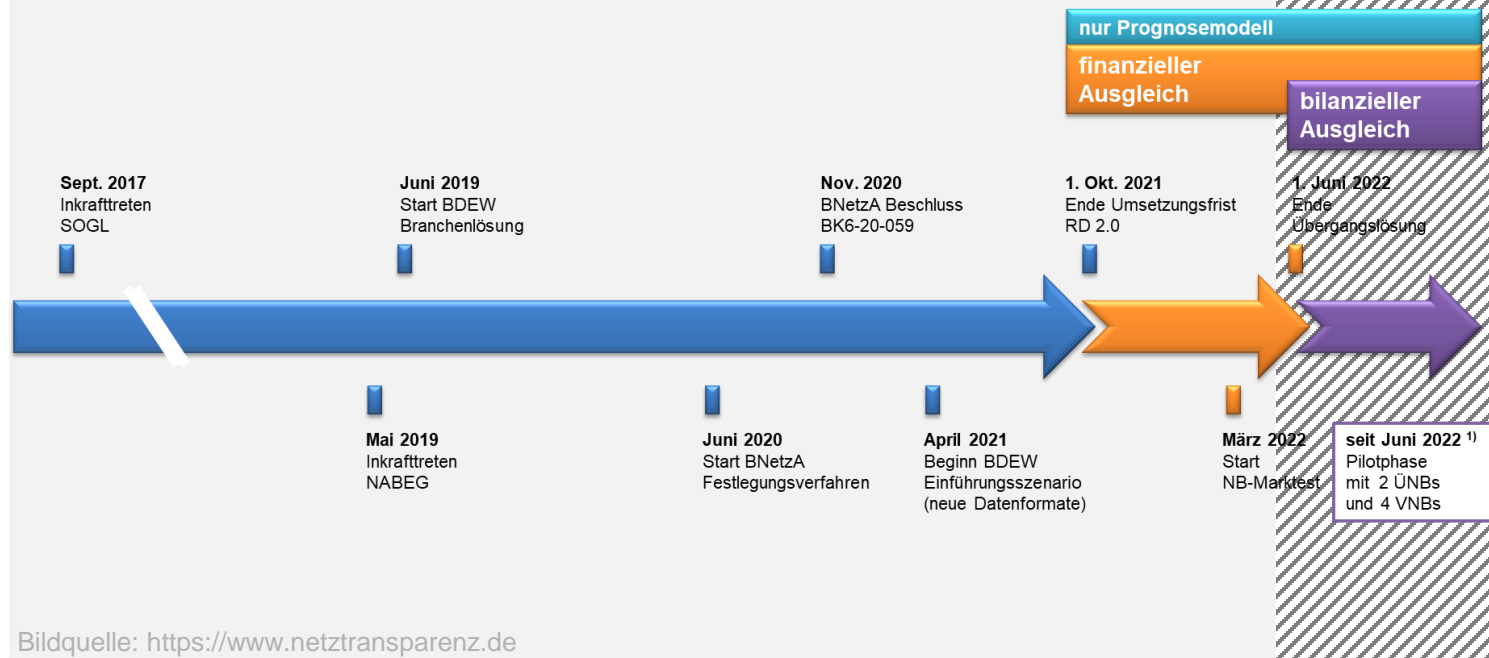 nur Prognosemodell
finanzieller
Ausgleich
bilanzieller
Ausgleich
Sept. 2017
Inkrafttreten
SOGL
Juni 2019
Start BDEW
Branchenlösung
Nov. 2020
BNetzA Beschluss
BK6-20-059
1. Okt. 2021
Ende Umsetzungsfrist
RD 2.0
1. Juni 2022
Ende
Übergangslösung
Mai 2019
Inkrafttreten
NABEG
Juni 2020
Start BNetzA
Festlegungsverfahren
April 2021
Beginn BDEW
Einführungsszenario
(neue Datenformate)
März 2022
Start
NB-Marktest
seit Juni 2022 ¹⁾
Pilotphase
mit 2 ÜNBs
und 4 VNBs
Bildquelle: https://www.netztransparenz.de